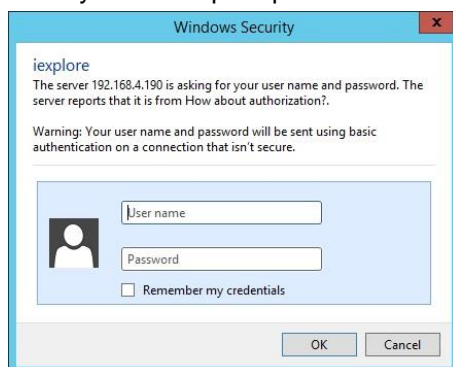 Windows Security
x
iexplore
The server 192.168.4.190 is asking for your user name and password. The
server reports that it is from How about authorization?.
Warning: Your user name and password will be sent using basic
authentication on a connection that isn't secure.
User name
Password
Remember my credentials
OK Cancel